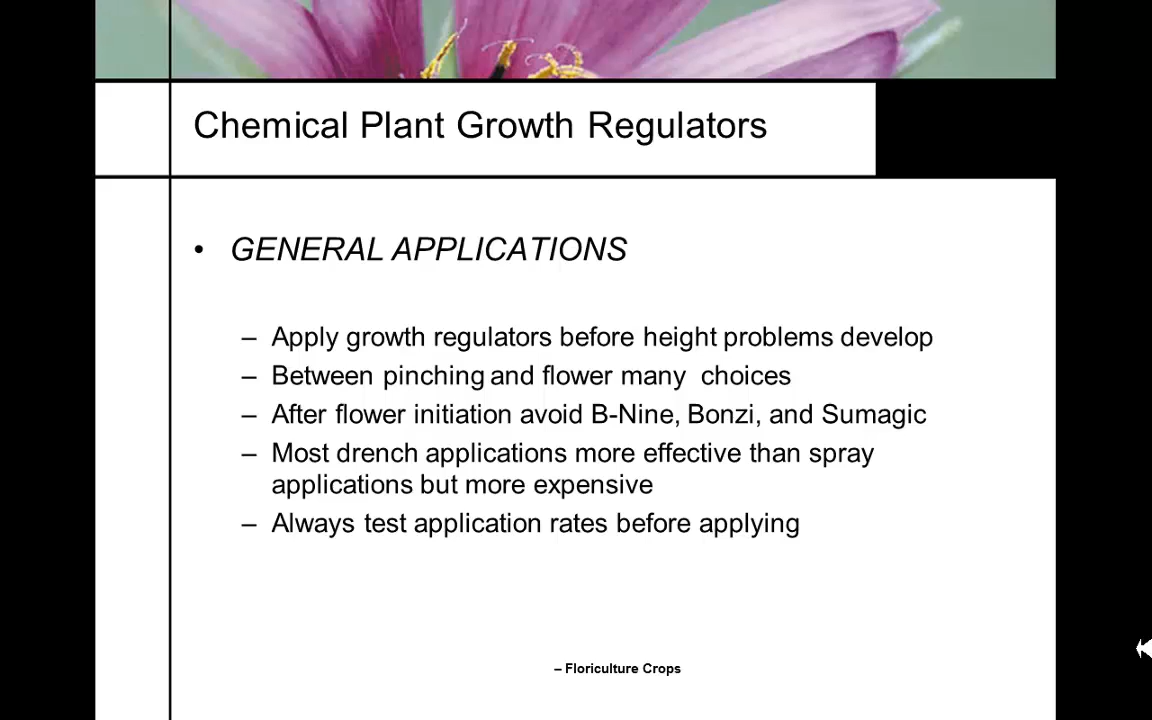 Chemical Plant Growth Regulators
• GENERAL APPLICATIONS
– Apply growth regulators before height problems develop
– Between pinching and flower many choices
– After flower initiation avoid B-Nine, Bonzi, and Sumagic
– Most drench applications more effective than spray
applications but more expensive
– Always test application rates before applying
– Floriculture Crops